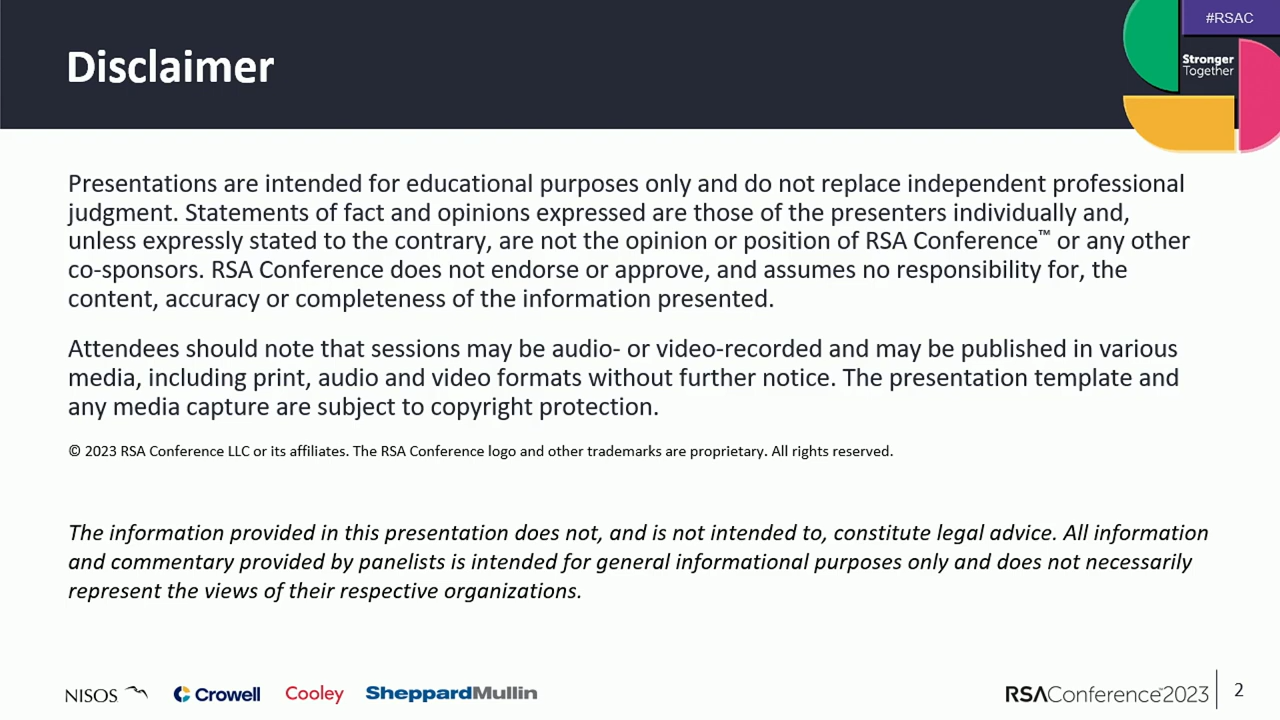 #RSAC
Disclaimer
Stronger
Together
Presentations are intended for educational purposes only and do not replace independent professional
judgment. Statements of fact and opinions expressed are those of the presenters individually and,
unless expressly stated to the contrary, are not the opinion or position of RSA Conference™ or any other
co-sponsors. RSA Conference does not endorse or approve, and assumes no responsibility for, the
content, accuracy or completeness of the information presented.
Attendees should note that sessions may be audio- or video-recorded and may be published in various
media, including print, audio and video formats without further notice. The presentation template and
any media capture are subject to copyright protection.
© 2023 RSA Conference LLC or its affiliates. The RSA Conference logo and other trademarks are proprietary. All rights reserved.
The information provided in this presentation does not, and is not intended to, constitute legal advice. All information
and commentary provided by panelists is intended for general informational purposes only and does not necessarily
represent the views of their respective organizations.
NISOS Crowell Cooley SheppardMullin RSAConference™2023 2